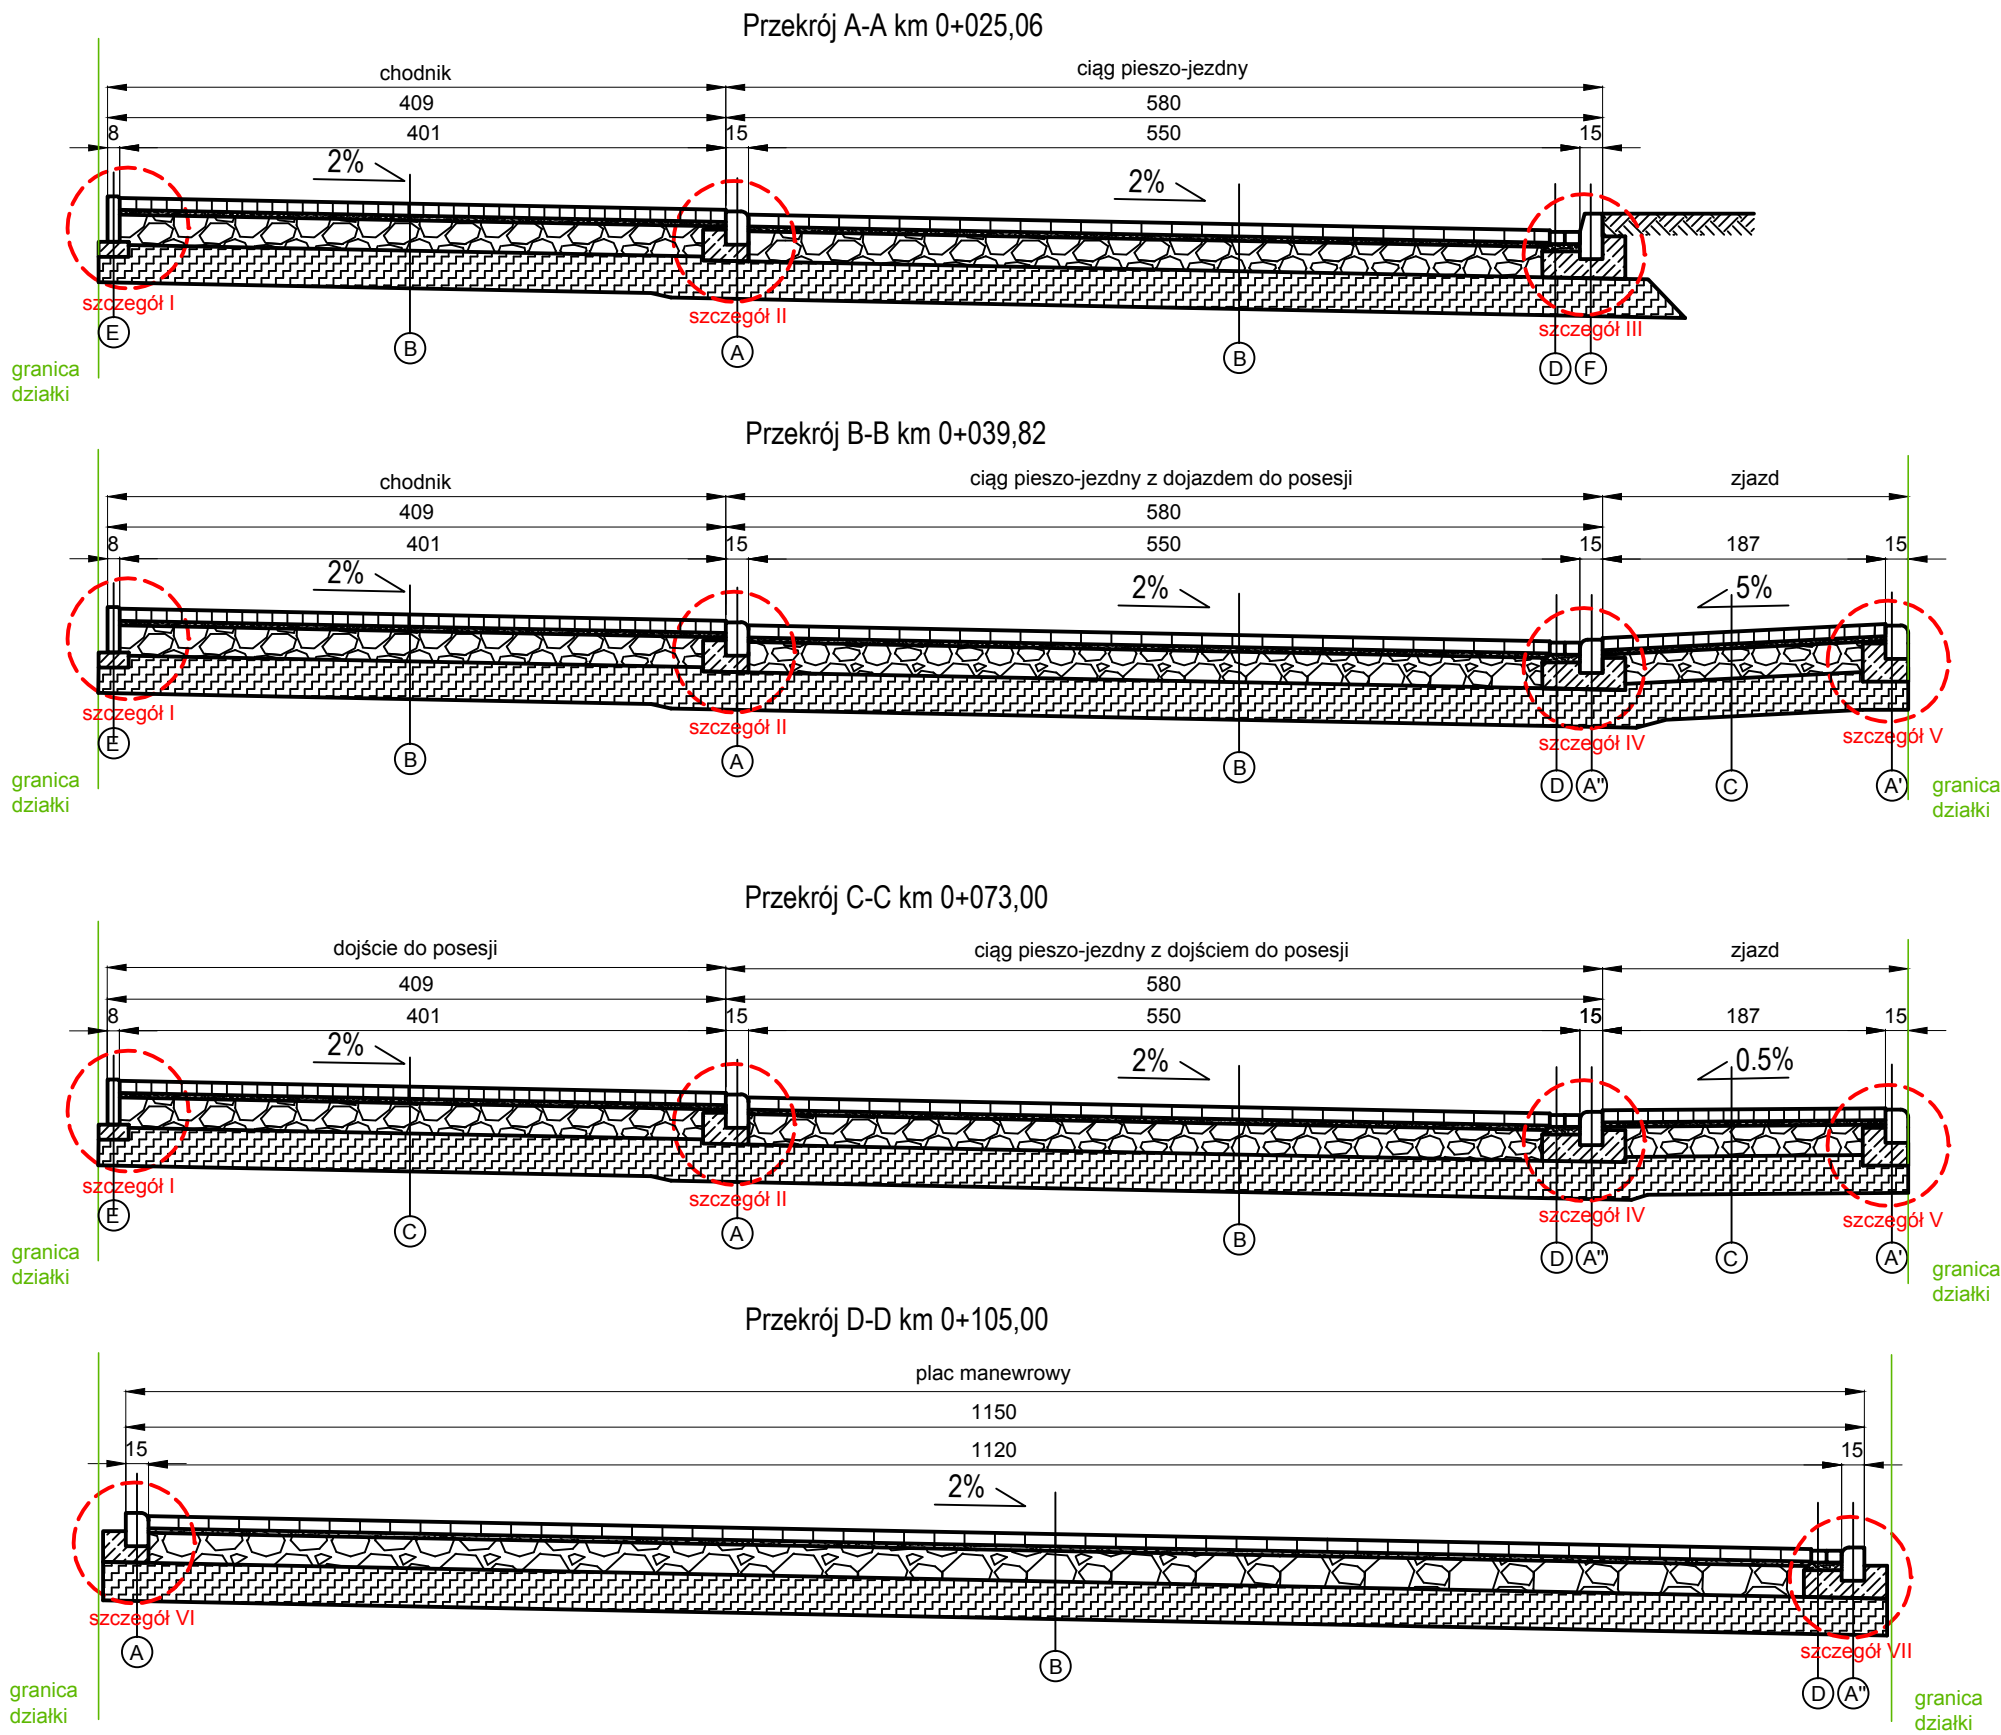 Przekrój A-A km 0+025,06
chodnik
ciąg pieszo-jezdny
409
580
8
401
15
550
15
2%
2%
szczegół I
szczegół II
szczegół III
E
B
A
B
D
F
granica
działki
Przekrój B-B km 0+039,82
chodnik
ciąg pieszo-jezdny z dojazdem do posesji
zjazd
409
580
8
401
15
550
15
187
15
2%
2%
5%
szczegół I
szczegół II
szczegół IV
szczegół V
E
B
A
B
D
A"
C
A'
granica
działki
granica
działki
Przekrój C-C km 0+073,00
dojście do posesji
ciąg pieszo-jezdny z dojściem do posesji
zjazd
409
580
8
401
15
550
15
187
15
2%
2%
0.5%
szczegół I
szczegół II
szczegół IV
szczegół V
E
C
A
B
D
A"
C
A'
granica
działki
granica
działki
Przekrój D-D km 0+105,00
plac manewrowy
1150
15
1120
15
2%
szczegół VI
szczegół VII
A
B
D
A"
granica
działki
granica
działki